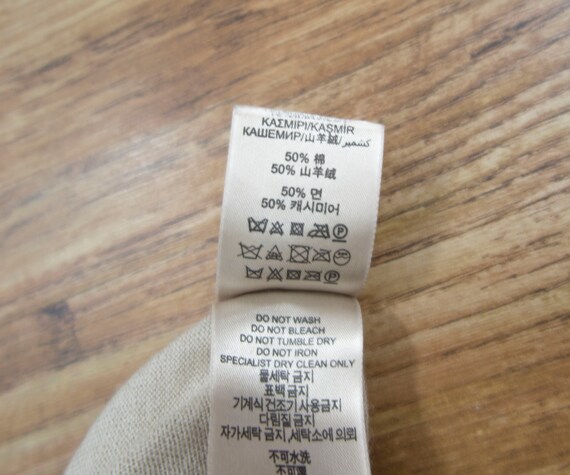 ΚΑΣΜΙΡΙ/KAŞMİR
КАШЕМИР/山羊絨/كشمير
50% 棉
50% 山羊绒
50% 면
50% 캐시미어
DO NOT WASH
DO NOT BLEACH
DO NOT TUMBLE DRY
DO NOT IRON
SPECIALIST DRY CLEAN ONLY
물세탁 금지
표백 금지
기계식 건조기 사용금지
다림질 금지
자가세탁 금지, 세탁소에 의뢰
不可水洗